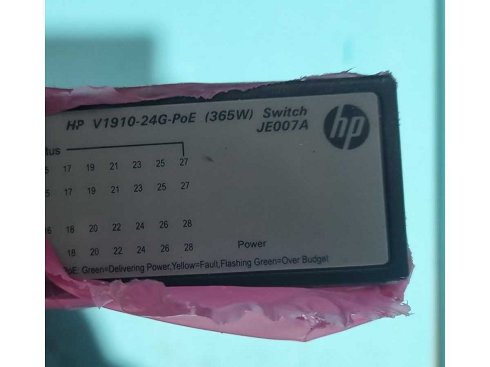 HP V1910-24G-PoE (365W) Switch
JE007A
hp
17 19 21 23 25 27
17 19 21 23 25 27
18 20 22 24 26 28
18 20 22 24 26 28
Power
Green=Delivering Power,Yellow=Fault,Flashing Green=Over Budget